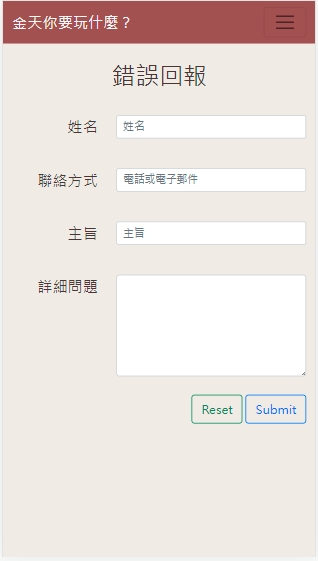 金天你要玩什麼？
錯誤回報
姓名 姓名
聯絡方式 電話或電子郵件
主旨 主旨
詳細問題
Reset Submit